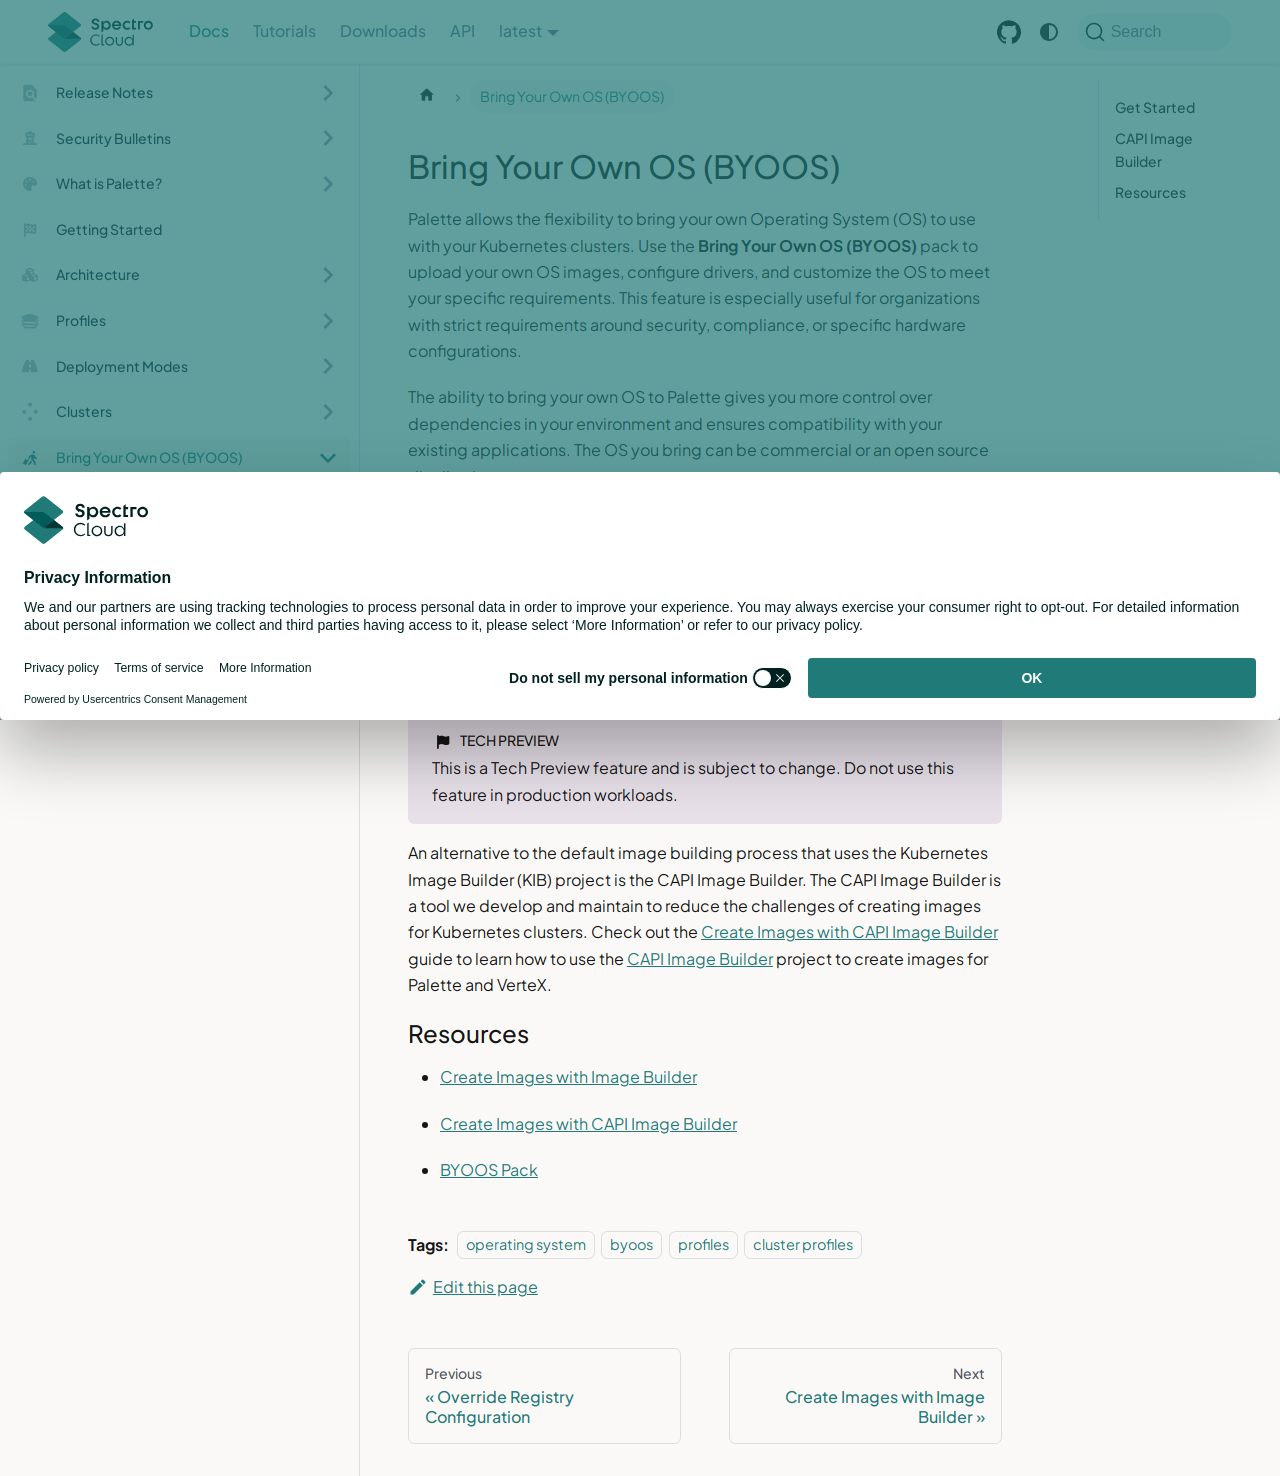 Spectro Cloud
Docs
Tutorials
Downloads
API
latest
Search
Release Notes
Security Bulletins
What is Palette?
Getting Started
Architecture
Profiles
Deployment Modes
Clusters
Bring Your Own OS (BYOOS)
Bring Your Own OS (BYOOS)
Get Started
CAPI Image
Builder
Resources
Bring Your Own OS (BYOOS)
Palette allows the flexibility to bring your own Operating System (OS) to use
with your Kubernetes clusters. Use the Bring Your Own OS (BYOOS) pack to
upload your own OS images, configure drivers, and customize the OS to meet
your specific requirements. This feature is especially useful for organizations
with strict requirements around security, compliance, or specific hardware
configurations.
The ability to bring your own OS to Palette gives you more control over
dependencies in your environment and ensures compatibility with your
existing applications. The OS you bring can be commercial or an open source
Spectro
Cloud
Privacy Information
We and our partners are using tracking technologies to process personal data in order to improve your experience. You may always exercise your consumer right to opt-out. For detailed information
about personal information we collect and third parties having access to it, please select ‘More Information’ or refer to our privacy policy.
Privacy policy
Terms of service
More Information
Do not sell my personal information
OK
Powered by Usercentrics Consent Management
TECH PREVIEW
This is a Tech Preview feature and is subject to change. Do not use this
feature in production workloads.
An alternative to the default image building process that uses the Kubernetes
Image Builder (KIB) project is the CAPI Image Builder. The CAPI Image Builder is
a tool we develop and maintain to reduce the challenges of creating images
for Kubernetes clusters. Check out the Create Images with CAPI Image Builder
guide to learn how to use the CAPI Image Builder project to create images for
Palette and VerteX.
Resources
Create Images with Image Builder
Create Images with CAPI Image Builder
BYOOS Pack
Tags: operating system byoos profiles cluster profiles
Edit this page
Previous
« Override Registry
Configuration
Next
Create Images with Image
Builder »